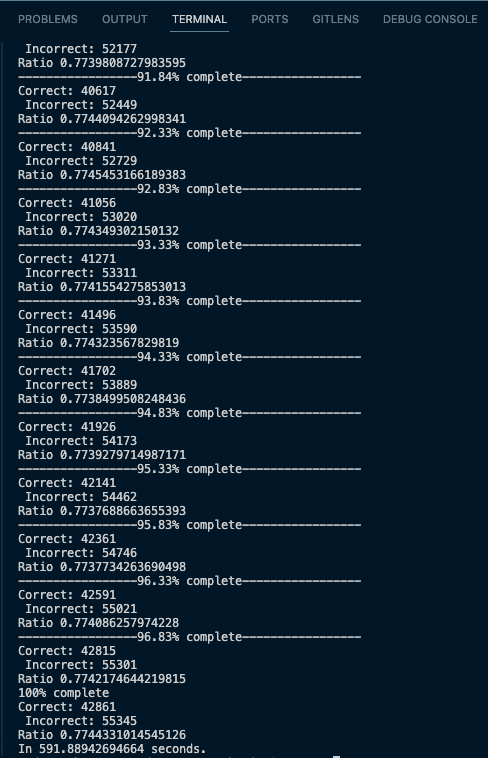 PROBLEMS OUTPUT TERMINAL PORTS GITLENS DEBUG CONSOLE
Incorrect: 52177
Ratio 0.7739808727983595
-----------------91.84% complete-----------------
Correct: 40617
Incorrect: 52449
Ratio 0.7744094262998341
-----------------92.33% complete-----------------
Correct: 40841
Incorrect: 52729
Ratio 0.7745453166189383
-----------------92.83% complete-----------------
Correct: 41056
Incorrect: 53020
Ratio 0.774349302150132
-----------------93.33% complete-----------------
Correct: 41271
Incorrect: 53311
Ratio 0.7741554275853013
-----------------93.83% complete-----------------
Correct: 41496
Incorrect: 53590
Ratio 0.774323567829819
-----------------94.33% complete-----------------
Correct: 41702
Incorrect: 53889
Ratio 0.7738499508248436
-----------------94.83% complete-----------------
Correct: 41926
Incorrect: 54173
Ratio 0.7739279714987171
-----------------95.33% complete-----------------
Correct: 42141
Incorrect: 54462
Ratio 0.7737688663655393
-----------------95.83% complete-----------------
Correct: 42361
Incorrect: 54746
Ratio 0.7737734263690498
-----------------96.33% complete-----------------
Correct: 42591
Incorrect: 55021
Ratio 0.774086257974228
-----------------96.83% complete-----------------
Correct: 42815
Incorrect: 55301
Ratio 0.7742174644219815
100% complete
Correct: 42861
Incorrect: 55345
Ratio 0.7744331014545126
In 591.88942694664 seconds.